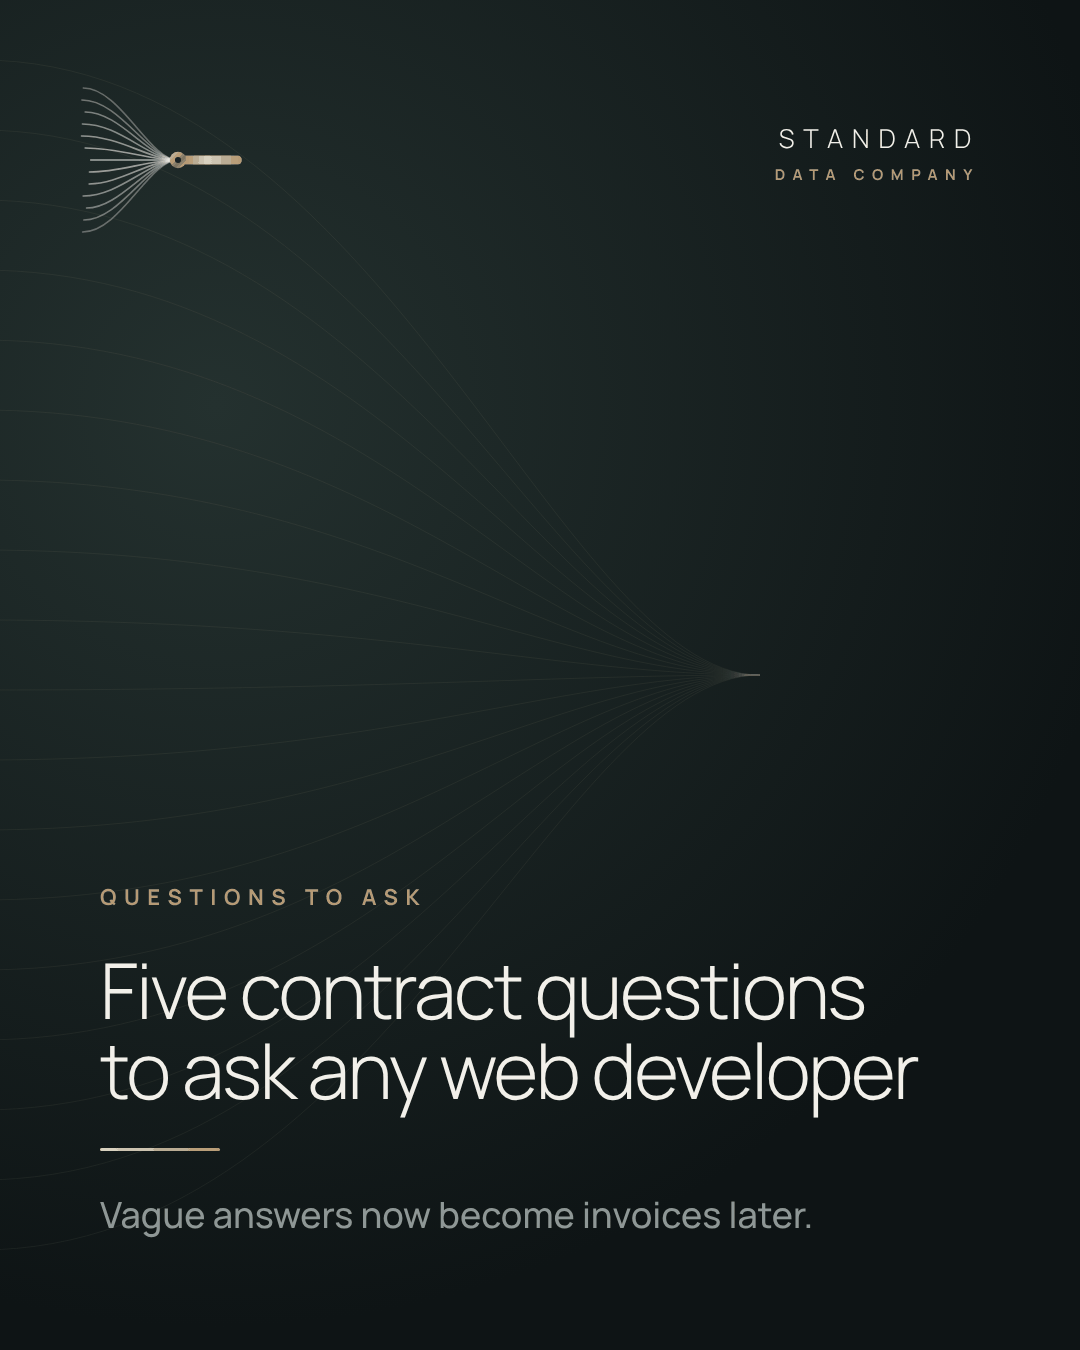 STANDARD
DATA COMPANY
QUESTIONS TO ASK
Five contract questions
to ask any web developer
Vague answers now become invoices later.